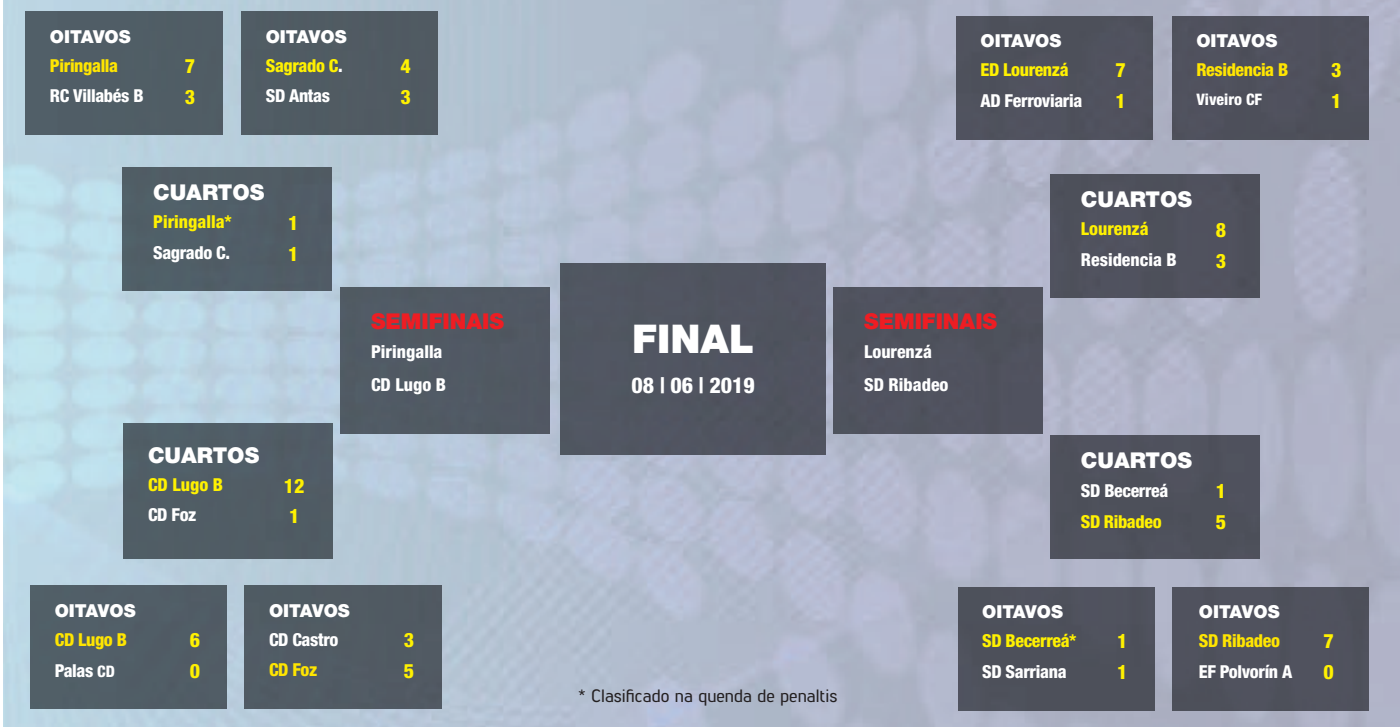 OITAVOS
Piringalla 7
RC Villabés B 3
OITAVOS
Sagrado C. 4
SD Antas 3
OITAVOS
ED Lourenzá 7
AD Ferroviaria 1
OITAVOS
Residencia B 3
Viveiro CF 1
CUARTOS
Piringalla* 1
Sagrado C. 1
CUARTOS
Lourenzá 8
Residencia B 3
SEMIFINAIS
Piringalla
CD Lugo B
FINAL
08 | 06 | 2019
SEMIFINAIS
Lourenzá
SD Ribadeo
CUARTOS
CD Lugo B 12
CD Foz 1
CUARTOS
SD Becerreá 1
SD Ribadeo 5
OITAVOS
CD Lugo B 6
Palas CD 0
OITAVOS
CD Castro 3
CD Foz 5
OITAVOS
SD Becerreá* 1
SD Sarriana 1
OITAVOS
SD Ribadeo 7
EF Polvorín A 0
* Clasificado na quenda de penaltis